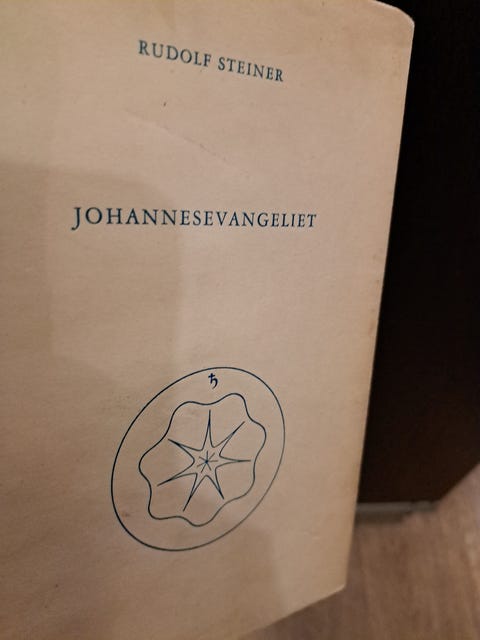 RUDOLF STEINER
JOHANNESEVANGELIET
♄